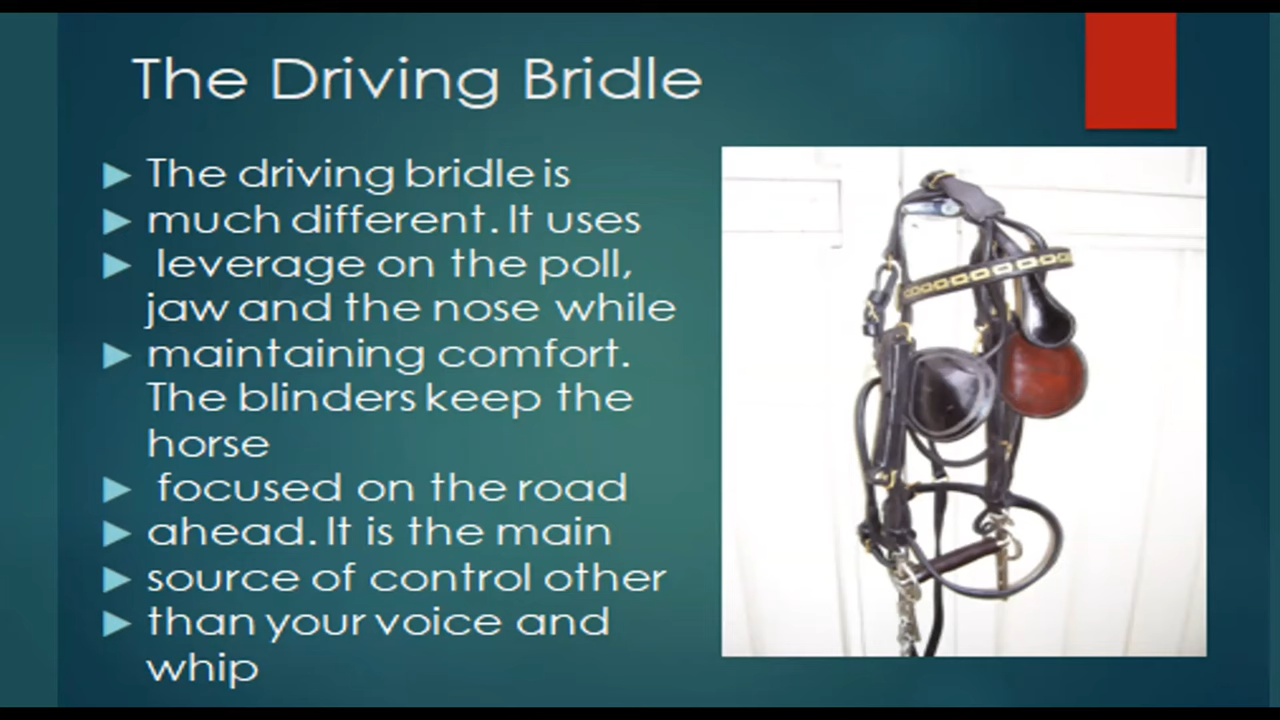 The Driving Bridle
The driving bridle is
much different. It uses
leverage on the poll,
jaw and the nose while
maintaining comfort.
The blinders keep the
horse
focused on the road
ahead. It is the main
source of control other
than your voice and
whip